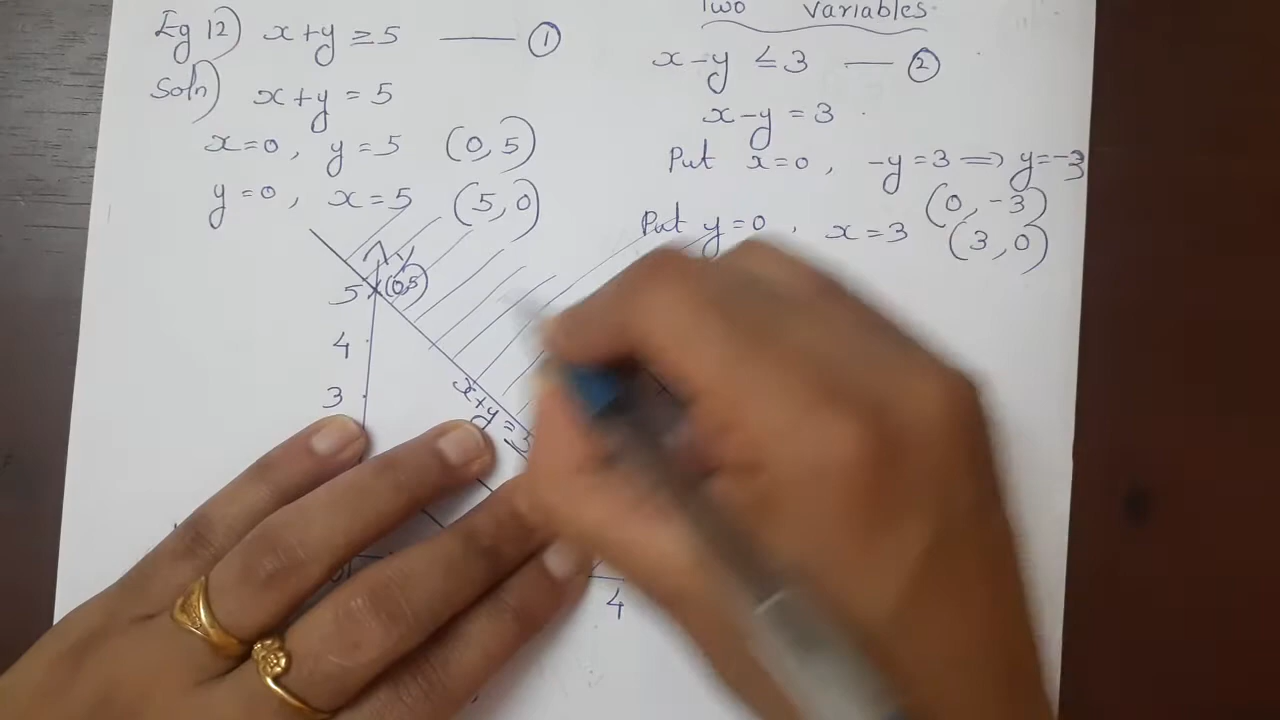 Two Variables
Eg 12) x+y ≥ 5 —— ①
Soln) x+y = 5
x=0, y=5 (0,5)
y=0, x=5 (5,0)
x-y ≤ 3 —— ②
x-y = 3
Put x=0, -y=3 ⟹ y=-3
(0,-3)
Put y=0, x=3 (3,0)
y
5 (0,5)
4
3
x+y=5
4